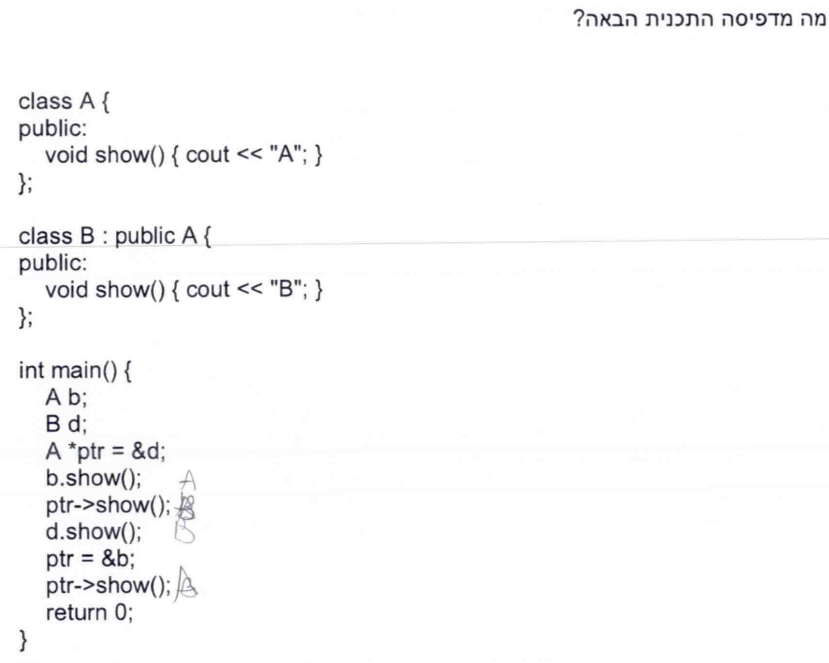 מה מדפיסה התכנית הבאה?
class A {
public:
void show() { cout << "A"; }
};
class B : public A {
public:
void show() { cout << "B"; }
};
int main() {
A b;
B d;
A *ptr = &d;
b.show(); A
ptr->show();
d.show(); B
ptr = &b;
ptr->show();
return 0;
}